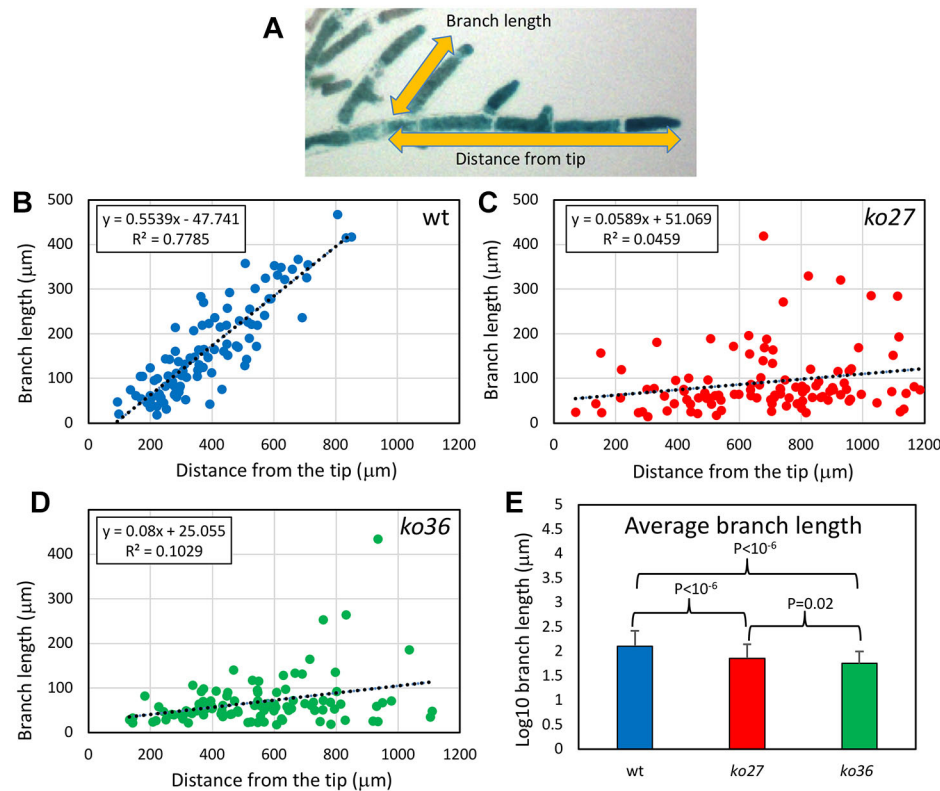 A
Branch length
Distance from tip
B
wt
y = 0.5539x - 47.741
R² = 0.7785
500
400
300
200
100
0
0 200 400 600 800 1000 1200
Branch length (μm)
Distance from the tip (μm)
C
ko27
y = 0.0589x + 51.069
R² = 0.0459
500
400
300
200
100
0
0 200 400 600 800 1000 1200
Branch length (μm)
Distance from the tip (μm)
D
ko36
y = 0.08x + 25.055
R² = 0.1029
400
300
200
100
0
0 200 400 600 800 1000 1200
Branch length (μm)
Distance from the tip (μm)
E
Average branch length
P<10⁻⁶
P<10⁻⁶
P=0.02
5
4.5
4
3.5
3
2.5
2
1.5
1
0.5
0
Log10 branch length (μm)
wt ko27 ko36